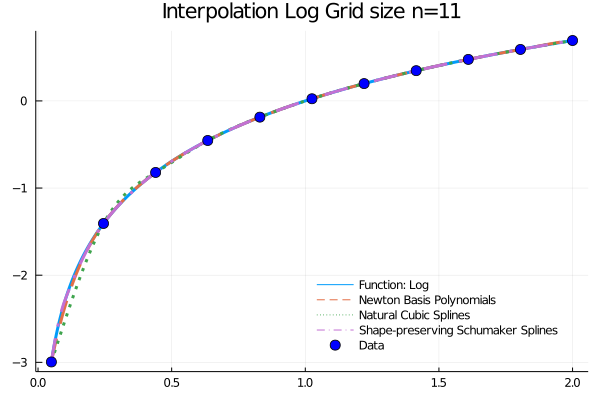 Interpolation Log Grid size n=11
0
−1
−2
−3
Function: Log
Newton Basis Polynomials
Natural Cubic Splines
Shape-preserving Schumaker Splines
Data
0.0 0.5 1.0 1.5 2.0